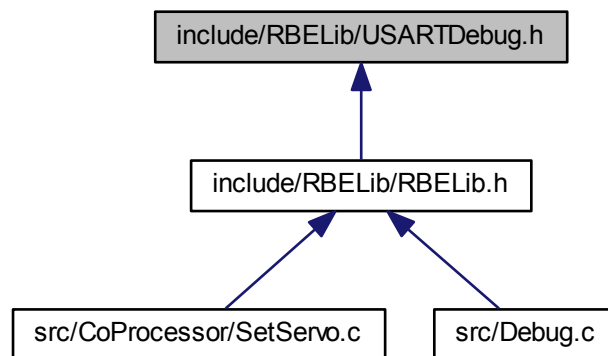 include/RBELib/USARTDebug.h
include/RBELib/RBELib.h
src/CoProcessor/SetServo.c
src/Debug.c